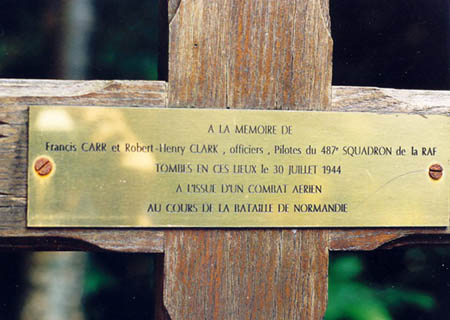 A LA MEMOIRE DE
Francis CARR et Robert-Henry CLARK , officiers , Pilotes du 487e SQUADRON de la RAF
TOMBES EN CES LIEUX le 30 JUILLET 1944
A L'ISSUE D'UN COMBAT AERIEN
AU COURS DE LA BATAILLE DE NORMANDIE